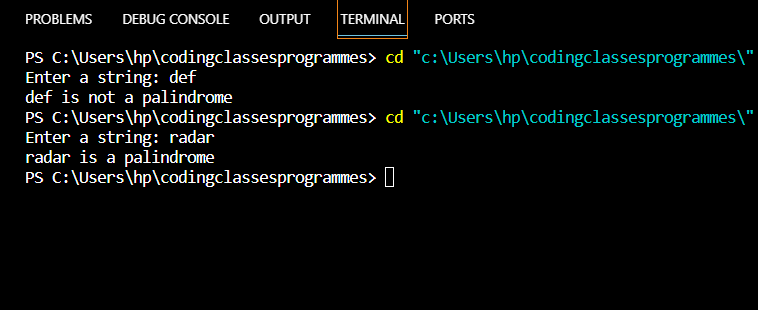 PROBLEMS DEBUG CONSOLE OUTPUT TERMINAL PORTS
PS C:\Users\hp\codingclassesprogrammes> cd "c:\Users\hp\codingclassesprogrammes\"
Enter a string: def
def is not a palindrome
PS C:\Users\hp\codingclassesprogrammes> cd "c:\Users\hp\codingclassesprogrammes\"
Enter a string: radar
radar is a palindrome
PS C:\Users\hp\codingclassesprogrammes>